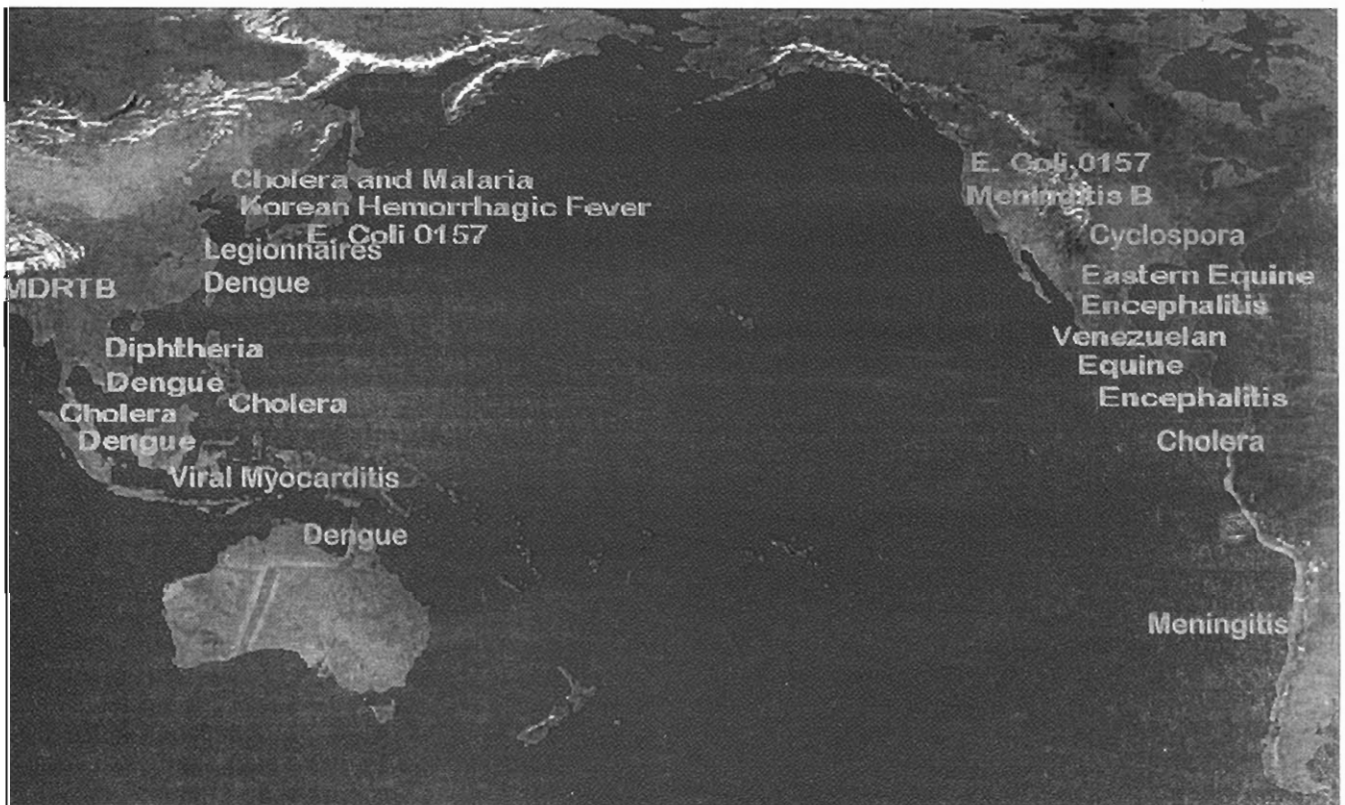 Cholera and Malaria
Korean Hemorrhagic Fever
E. Coli 0157
Legionnaires
Dengue
MDRTB
Diphtheria
Dengue
Cholera
Cholera
Dengue
Viral Myocarditis
Dengue
E. Coli 0157
Meningitis B
Cyclospora
Eastern Equine
Encephalitis
Venezuelan
Equine
Encephalitis
Cholera
Meningitis